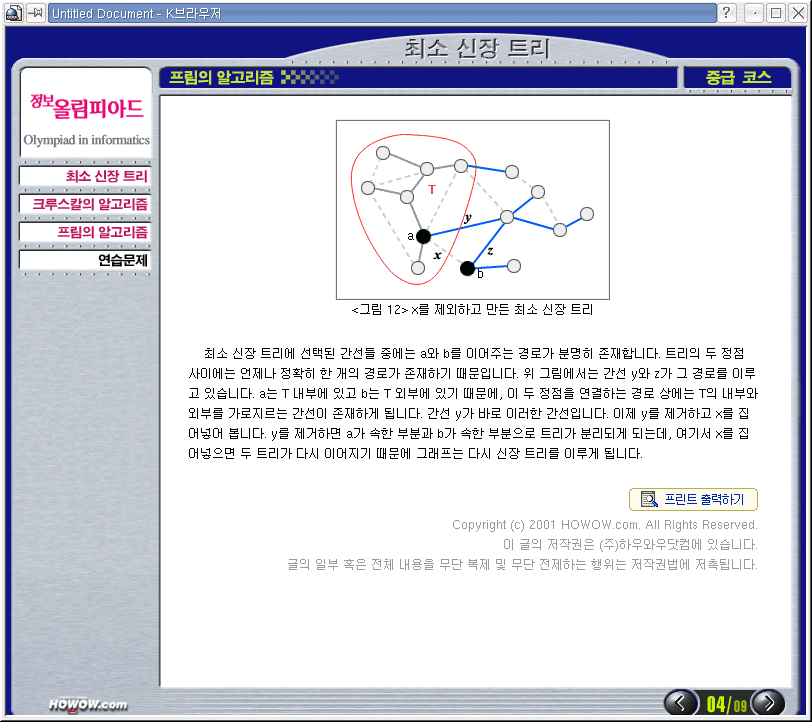 Untitled Document - K브라우저
최소 신장 트리
프림의 알고리즘
중급 코스
정보올림피아드
Olympiad in informatics
최소 신장 트리
크루스칼의 알고리즘
프림의 알고리즘
연습문제
T
a
y
x
z
b
<그림 12> x를 제외하고 만든 최소 신장 트리
최소 신장 트리에 선택된 간선들 중에는 a와 b를 이어주는 경로가 분명히 존재합니다. 트리의 두 정점
사이에는 언제나 정확히 한 개의 경로가 존재하기 때문입니다. 위 그림에서는 간선 y와 z가 그 경로를 이루
고 있습니다. a는 T 내부에 있고 b는 T 외부에 있기 때문에, 이 두 정점을 연결하는 경로 상에는 T의 내부와
외부를 가로지르는 간선이 존재하게 됩니다. 간선 y가 바로 이러한 간선입니다. 이제 y를 제거하고 x를 집
어넣어 봅니다. y를 제거하면 a가 속한 부분과 b가 속한 부분으로 트리가 분리되게 되는데, 여기서 x를 집
어넣으면 두 트리가 다시 이어지기 때문에 그래프는 다시 신장 트리를 이루게 됩니다.
프린트 출력하기
Copyright (c) 2001 HOWOW.com. All Rights Reserved.
이 글의 저작권은 (주)하우와우닷컴에 있습니다.
글의 일부 혹은 전체 내용을 무단 복제 및 무단 전제하는 행위는 저작권법에 저촉됩니다.
HOWOW.com
04/09